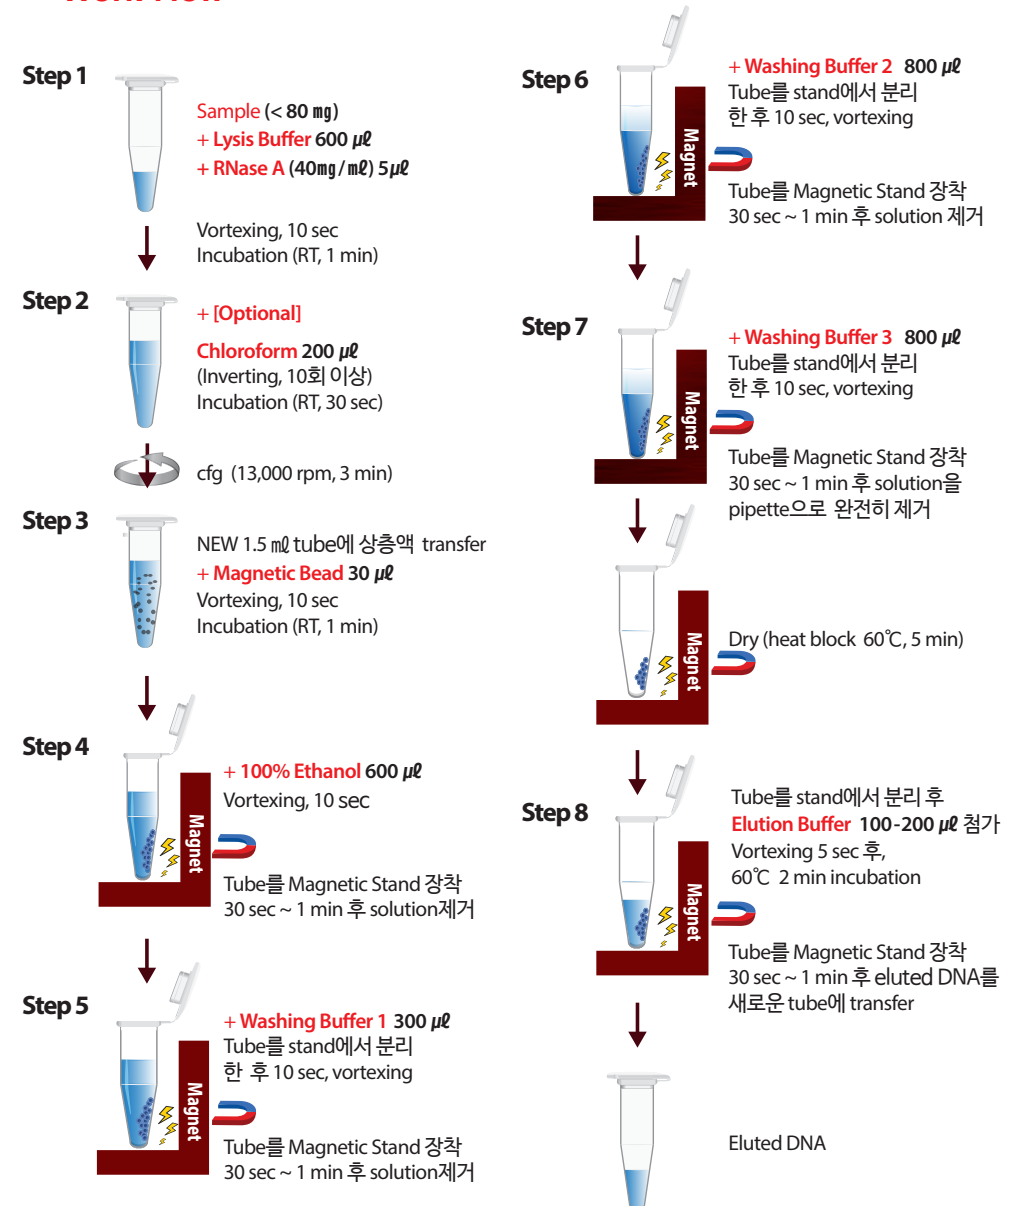 Step 1
Sample (< 80 ㎎)
+ Lysis Buffer 600 ㎕
+ RNase A (40㎎/㎖) 5㎕
Vortexing, 10 sec
Incubation (RT, 1 min)
Step 2
+ [Optional]
Chloroform 200 ㎕
(Inverting, 10회 이상)
Incubation (RT, 30 sec)
cfg (13,000 rpm, 3 min)
Step 3
NEW 1.5 ㎖ tube에 상층액 transfer
+ Magnetic Bead 30 ㎕
Vortexing, 10 sec
Incubation (RT, 1 min)
Step 4
+ 100% Ethanol 600 ㎕
Vortexing, 10 sec
Magnet
Tube를 Magnetic Stand 장착
30 sec ~ 1 min 후 solution제거
Step 5
+ Washing Buffer 1 300 ㎕
Tube를 stand에서 분리
한 후 10 sec, vortexing
Magnet
Tube를 Magnetic Stand 장착
30 sec ~ 1 min 후 solution제거
Step 6
+ Washing Buffer 2 800 ㎕
Tube를 stand에서 분리
한 후 10 sec, vortexing
Magnet
Tube를 Magnetic Stand 장착
30 sec ~ 1 min 후 solution 제거
Step 7
+ Washing Buffer 3 800 ㎕
Tube를 stand에서 분리
한 후 10 sec, vortexing
Magnet
Tube를 Magnetic Stand 장착
30 sec ~ 1 min 후 solution을
pipette으로 완전히 제거
Magnet
Dry (heat block 60℃, 5 min)
Step 8
Tube를 stand에서 분리 후
Elution Buffer 100-200 ㎕ 첨가
Vortexing 5 sec 후,
60℃ 2 min incubation
Magnet
Tube를 Magnetic Stand 장착
30 sec ~ 1 min 후 eluted DNA를
새로운 tube에 transfer
Eluted DNA